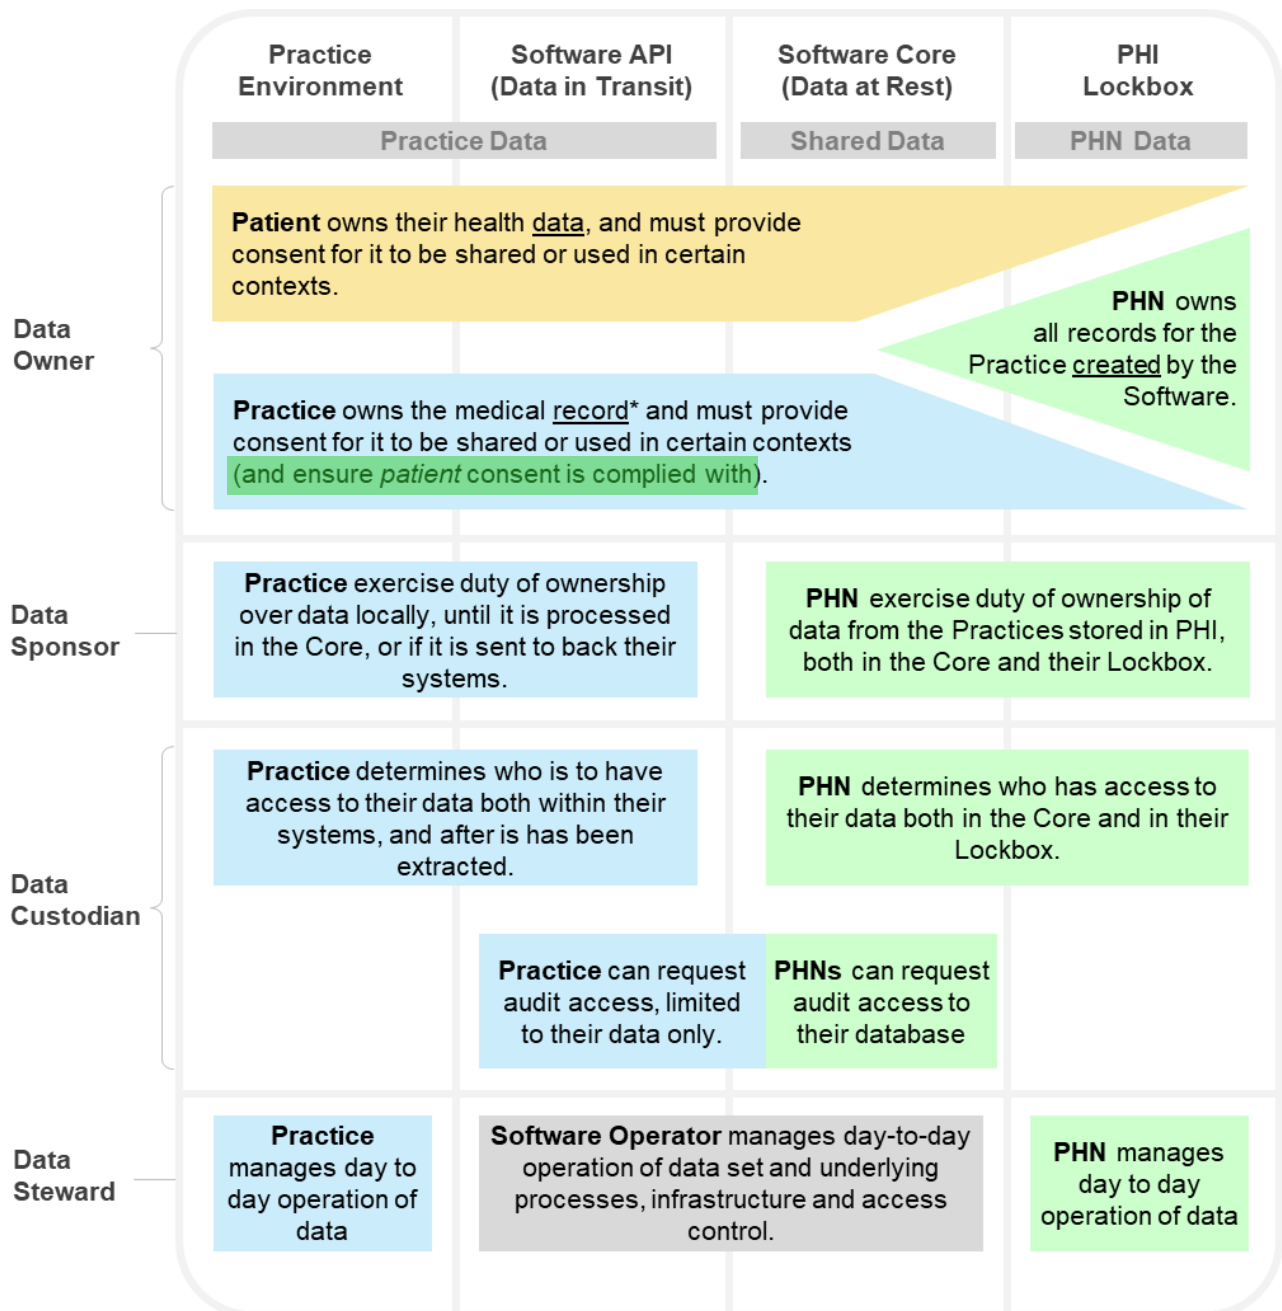 Practice
Environment
Software API
(Data in Transit)
Software Core
(Data at Rest)
PHI
Lockbox
Practice Data
Shared Data
PHN Data
Data
Owner
Patient owns their health data, and must provide
consent for it to be shared or used in certain
contexts.
PHN owns
all records for the
Practice created by the
Software.
Practice owns the medical record* and must provide
consent for it to be shared or used in certain contexts
(and ensure patient consent is complied with).
Data
Sponsor
Practice exercise duty of ownership
over data locally, until it is processed
in the Core, or if it is sent to back their
systems.
PHN exercise duty of ownership of
data from the Practices stored in PHI,
both in the Core and their Lockbox.
Data
Custodian
Practice determines who is to have
access to their data both within their
systems, and after is has been
extracted.
PHN determines who has access to
their data both in the Core and in their
Lockbox.
Practice can request
audit access, limited
to their data only.
PHNs can request
audit access to
their database
Data
Steward
Practice
manages day to
day operation of
data
Software Operator manages day-to-day
operation of data set and underlying
processes, infrastructure and access
control.
PHN manages
day to day
operation of data